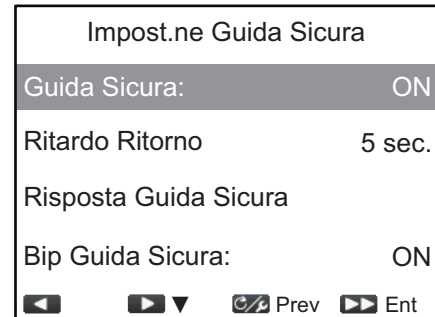 Impost.ne Guida Sicura
Guida Sicura: ON
Ritardo Ritorno 5 sec.
Risposta Guida Sicura
Bip Guida Sicura: ON
Prev Ent